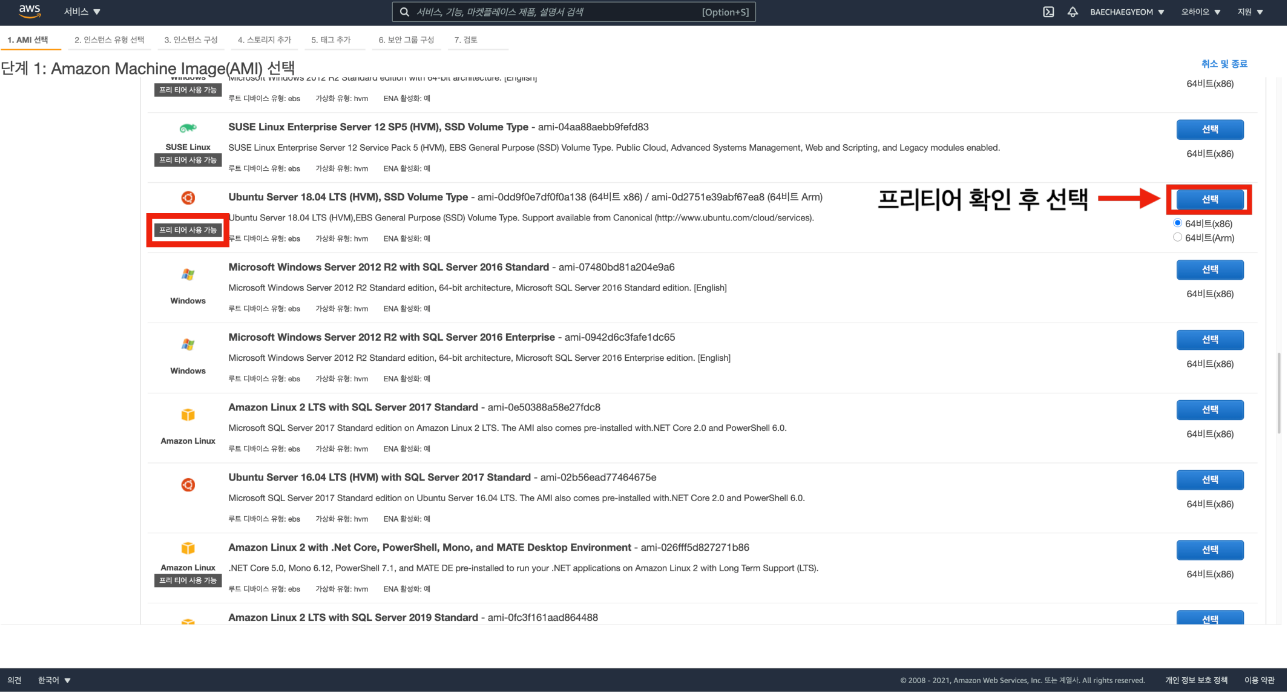 aws 서비스 ▼ 서비스, 기능, 마켓플레이스 제품, 설명서 검색 [Option+S] BAECHAEGYEOM ▼ 오하이오 ▼ 지원 ▼
1. AMI 선택 2. 인스턴스 유형 선택 3. 인스턴스 구성 4. 스토리지 추가 5. 태그 추가 6. 보안 그룹 구성 7. 검토
단계 1: Amazon Machine Image(AMI) 선택 취소 및 종료
Windows Microsoft Windows 2012 R2 Standard edition with 64-bit architecture. [English]
프리 티어 사용 가능 64비트(x86)
루트 디바이스 유형: ebs 가상화 유형: hvm ENA 활성화: 예
SUSE Linux Enterprise Server 12 SP5 (HVM), SSD Volume Type - ami-04aa88aebb9fefd83 선택
SUSE Linux SUSE Linux Enterprise Server 12 Service Pack 5 (HVM), EBS General Purpose (SSD) Volume Type. Public Cloud, Advanced Systems Management, Web and Scripting, and Legacy modules enabled. 64비트(x86)
프리 티어 사용 가능
루트 디바이스 유형: ebs 가상화 유형: hvm ENA 활성화: 예
Ubuntu Server 18.04 LTS (HVM), SSD Volume Type - ami-0dd9f0e7df0f0a138 (64비트 x86) / ami-0d2751e39abf67ea8 (64비트 Arm) 프리티어 확인 후 선택 선택
Ubuntu Server 18.04 LTS (HVM),EBS General Purpose (SSD) Volume Type. Support available from Canonical (http://www.ubuntu.com/cloud/services). 64비트(x86)
프리 티어 사용 가능
루트 디바이스 유형: ebs 가상화 유형: hvm ENA 활성화: 예 64비트(Arm)
Microsoft Windows Server 2012 R2 with SQL Server 2016 Standard - ami-07480bd81a204e9a6 선택
Microsoft Windows Server 2012 R2 Standard edition, 64-bit architecture, Microsoft SQL Server 2016 Standard edition. [English] 64비트(x86)
Windows
루트 디바이스 유형: ebs 가상화 유형: hvm ENA 활성화: 예
Microsoft Windows Server 2012 R2 with SQL Server 2016 Enterprise - ami-0942d6c3fafe1dc65 선택
Microsoft Windows Server 2012 R2 Standard edition, 64-bit architecture, Microsoft SQL Server 2016 Enterprise edition. [English] 64비트(x86)
Windows
루트 디바이스 유형: ebs 가상화 유형: hvm ENA 활성화: 예
Amazon Linux 2 LTS with SQL Server 2017 Standard - ami-0e50388a58e27fdc8 선택
Microsoft SQL Server 2017 Standard edition on Amazon Linux 2 LTS. The AMI also comes pre-installed with.NET Core 2.0 and PowerShell 6.0. 64비트(x86)
Amazon Linux
루트 디바이스 유형: ebs 가상화 유형: hvm ENA 활성화: 예
Ubuntu Server 16.04 LTS (HVM) with SQL Server 2017 Standard - ami-02b56ead77464675e 선택
Microsoft SQL Server 2017 Standard edition on Ubuntu Server 16.04 LTS. The AMI also comes pre-installed with.NET Core 2.0 and PowerShell 6.0. 64비트(x86)
루트 디바이스 유형: ebs 가상화 유형: hvm ENA 활성화: 예
Amazon Linux 2 with .Net Core, PowerShell, Mono, and MATE Desktop Environment - ami-026fff5d827271b86 선택
Amazon Linux .NET Core 5.0, Mono 6.12, PowerShell 7.1, and MATE DE pre-installed to run your .NET applications on Amazon Linux 2 with Long Term Support (LTS). 64비트(x86)
프리 티어 사용 가능
루트 디바이스 유형: ebs 가상화 유형: hvm ENA 활성화: 예
Amazon Linux 2 LTS with SQL Server 2019 Standard - ami-0fc3f161aad864488 선택
의견 한국어 ▼ © 2008 - 2021, Amazon Web Services, Inc. 또는 계열사. All rights reserved. 개인 정보 보호 정책 이용 약관